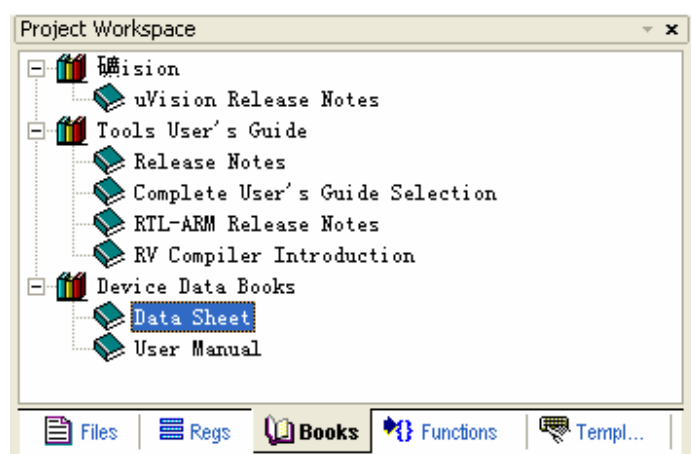 Project Workspace
礦ision
uVision Release Notes
Tools User's Guide
Release Notes
Complete User's Guide Selection
RTL-ARM Release Notes
RV Compiler Introduction
Device Data Books
Data Sheet
User Manual
Files Regs Books Functions Templ...